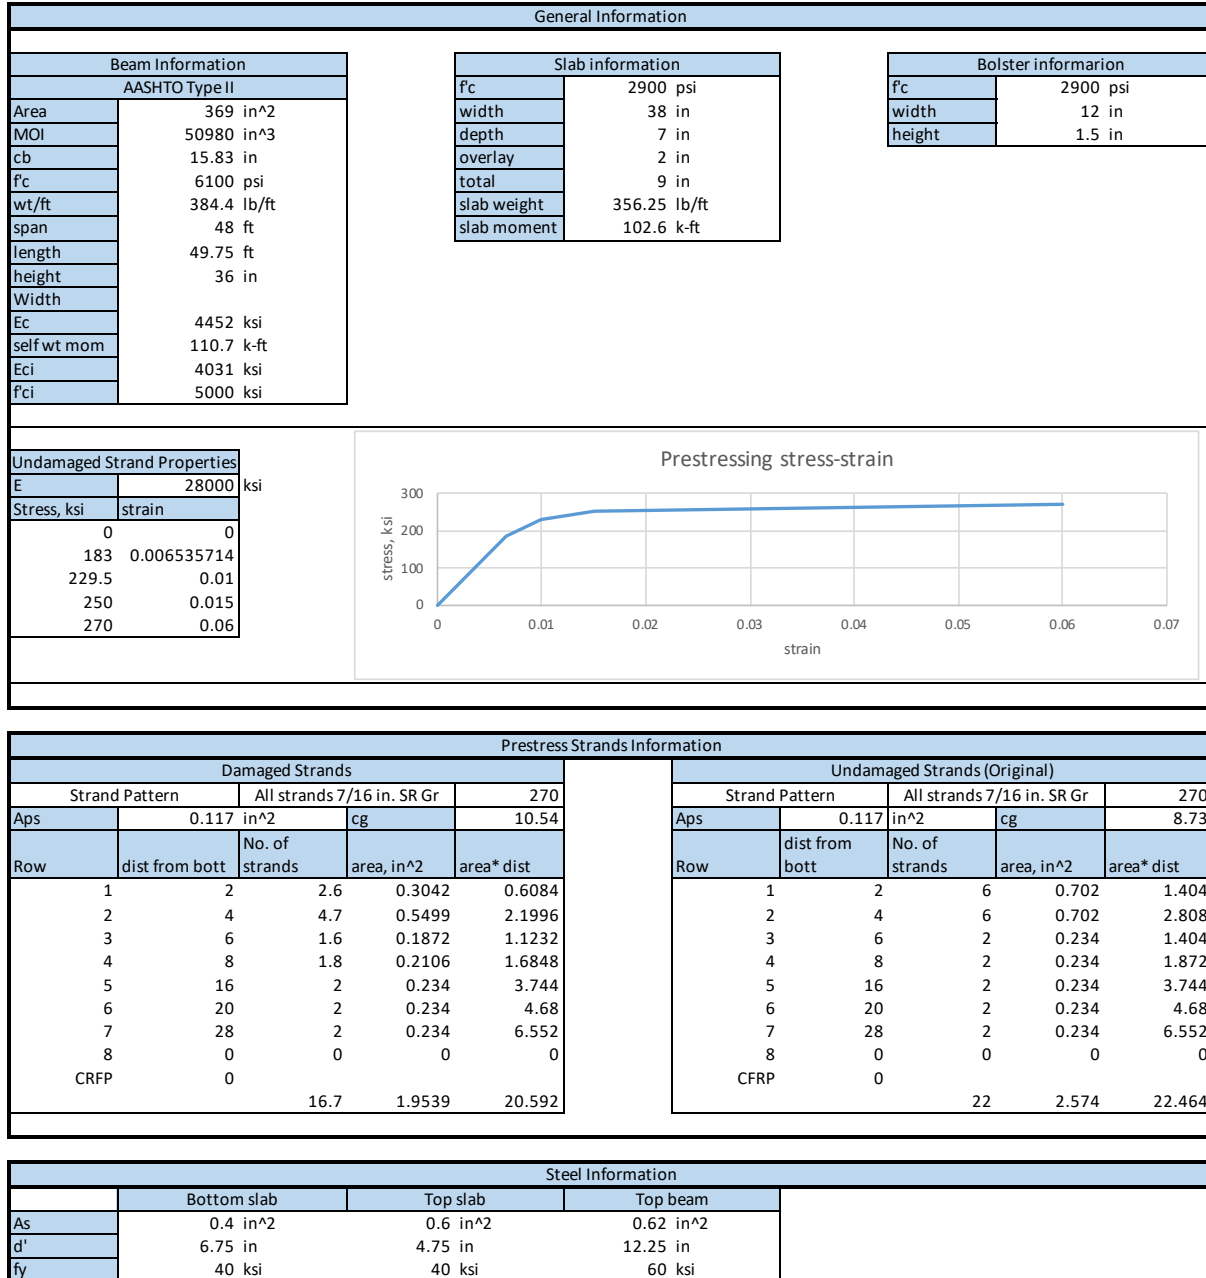 General Information
Beam Information Slab information Bolster informarion
AASHTO Type II f'c 2900 psi f'c 2900 psi
Area 369 in^2 width 38 in width 12 in
MOI 50980 in^3 depth 7 in height 1.5 in
cb 15.83 in overlay 2 in
f'c 6100 psi total 9 in
wt/ft 384.4 lb/ft slab weight 356.25 lb/ft
span 48 ft slab moment 102.6 k-ft
length 49.75 ft
height 36 in
Width
Ec 4452 ksi
self wt mom 110.7 k-ft
Eci 4031 ksi
f'ci 5000 ksi
Undamaged Strand Properties
E 28000 ksi
Stress, ksi strain
0 0
183 0.006535714
229.5 0.01
250 0.015
270 0.06
Prestressing stress-strain
stress, ksi
300
200
100
0
0 0.01 0.02 0.03 0.04 0.05 0.06 0.07
strain
Prestress Strands Information
Damaged Strands Undamaged Strands (Original)
Strand Pattern All strands 7/16 in. SR Gr 270 Strand Pattern All strands 7/16 in. SR Gr 270
Aps 0.117 in^2 cg 10.54 Aps 0.117 in^2 cg 8.73
Row dist from bott No. of strands area, in^2 area* dist Row dist from bott No. of strands area, in^2 area* dist
1 2 2.6 0.3042 0.6084 1 2 6 0.702 1.404
2 4 4.7 0.5499 2.1996 2 4 6 0.702 2.808
3 6 1.6 0.1872 1.1232 3 6 2 0.234 1.404
4 8 1.8 0.2106 1.6848 4 8 2 0.234 1.872
5 16 2 0.234 3.744 5 16 2 0.234 3.744
6 20 2 0.234 4.68 6 20 2 0.234 4.68
7 28 2 0.234 6.552 7 28 2 0.234 6.552
8 0 0 0 0 8 0 0 0 0
CRFP 0 CFRP 0
16.7 1.9539 20.592 22 2.574 22.464
Steel Information
Bottom slab Top slab Top beam
As 0.4 in^2 0.6 in^2 0.62 in^2
d' 6.75 in 4.75 in 12.25 in
fy 40 ksi 40 ksi 60 ksi